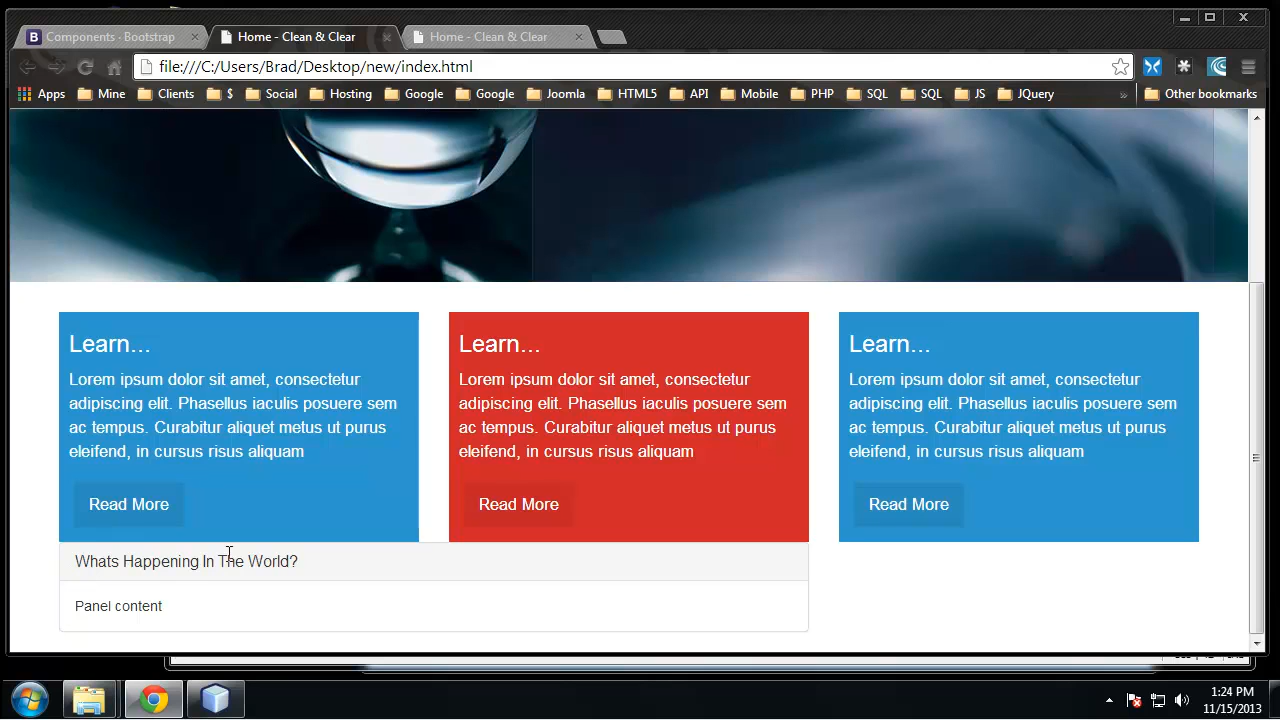 Components - Bootstrap
Home - Clean & Clear
Home - Clean & Clear
file:///C:/Users/Brad/Desktop/new/index.html
Apps Mine Clients $ Social Hosting Google Google Joomla HTML5 API Mobile PHP SQL SQL JS JQuery » Other bookmarks
Learn...
Lorem ipsum dolor sit amet, consectetur
adipiscing elit. Phasellus iaculis posuere sem
ac tempus. Curabitur aliquet metus ut purus
eleifend, in cursus risus aliquam
Read More
Learn...
Lorem ipsum dolor sit amet, consectetur
adipiscing elit. Phasellus iaculis posuere sem
ac tempus. Curabitur aliquet metus ut purus
eleifend, in cursus risus aliquam
Read More
Learn...
Lorem ipsum dolor sit amet, consectetur
adipiscing elit. Phasellus iaculis posuere sem
ac tempus. Curabitur aliquet metus ut purus
eleifend, in cursus risus aliquam
Read More
Whats Happening In The World?
Panel content
1:24 PM
11/15/2013